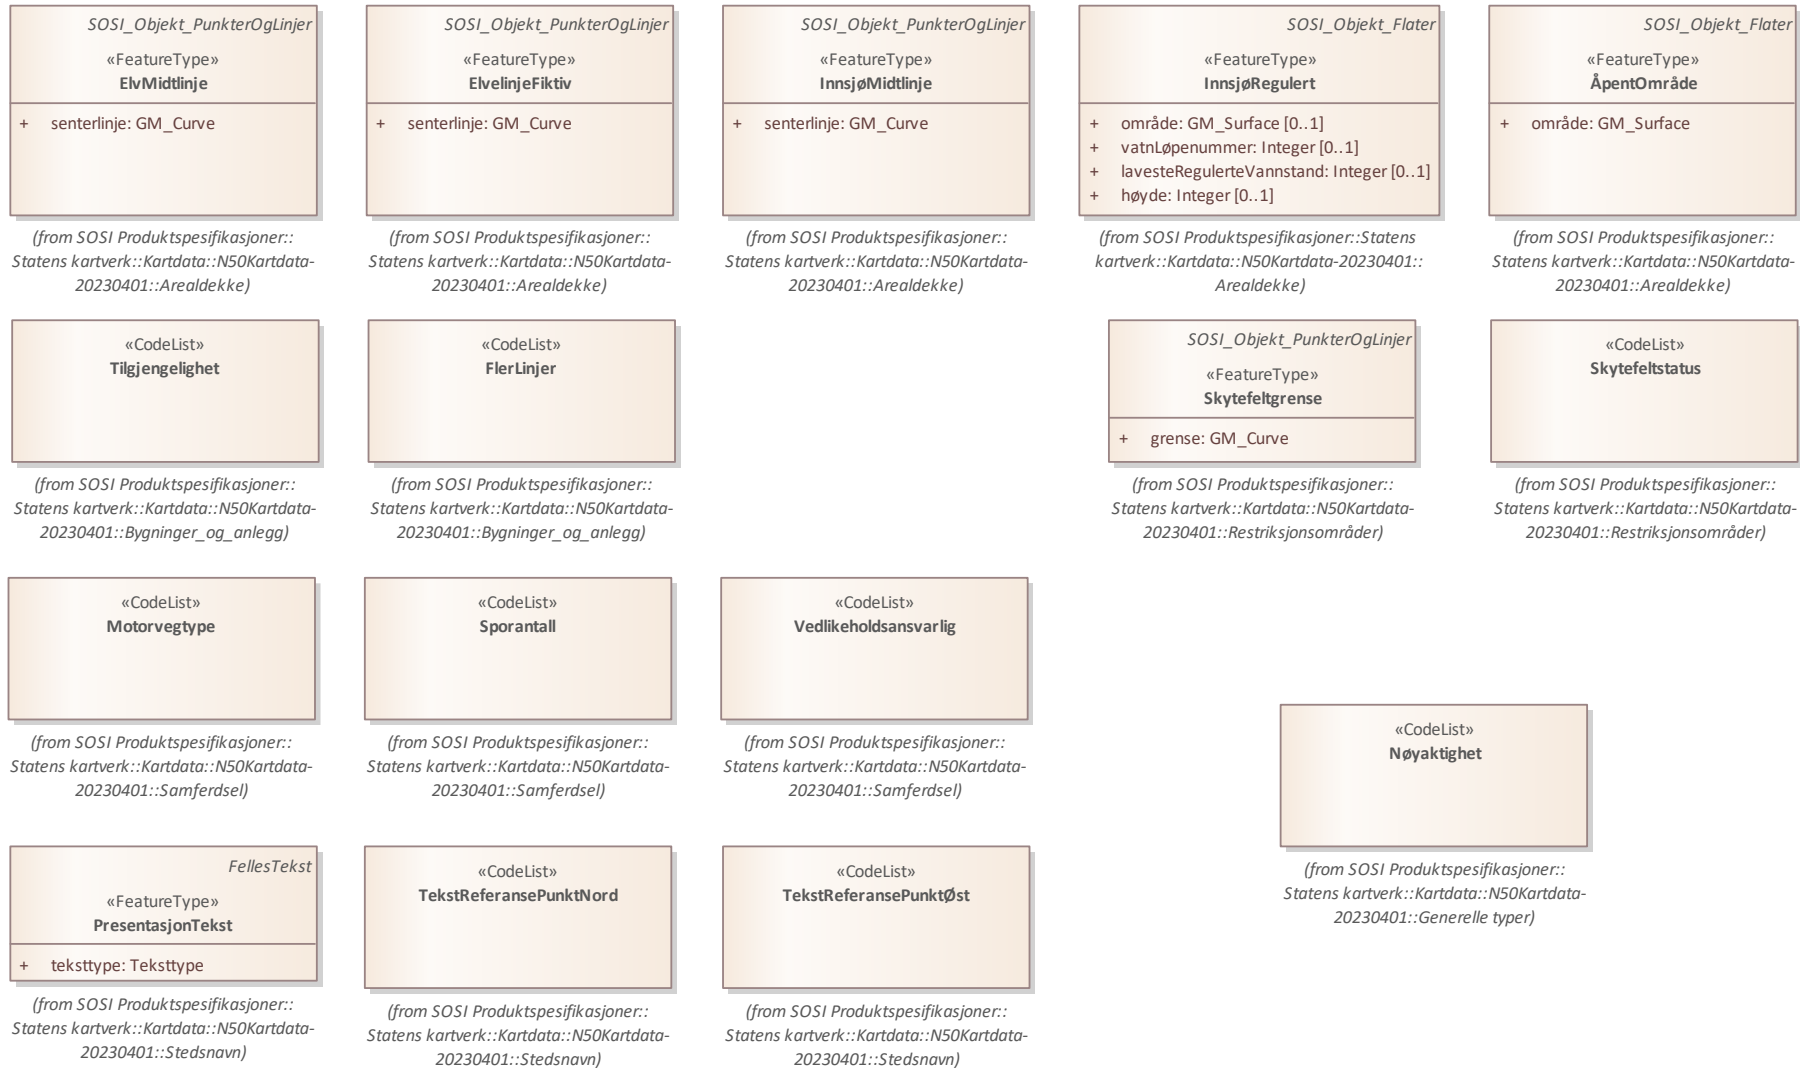 SOSI_Objekt_PunkterOgLinjer
«FeatureType»
ElvMidtlinje
+ senterlinje: GM_Curve
(from SOSI Produktspesifikasjoner::
Statens kartverk::Kartdata::N50Kartdata-
20230401::Arealdekke)
SOSI_Objekt_PunkterOgLinjer
«FeatureType»
ElvelinjeFiktiv
+ senterlinje: GM_Curve
(from SOSI Produktspesifikasjoner::
Statens kartverk::Kartdata::N50Kartdata-
20230401::Arealdekke)
SOSI_Objekt_PunkterOgLinjer
«FeatureType»
InnsjøMidtlinje
+ senterlinje: GM_Curve
(from SOSI Produktspesifikasjoner::
Statens kartverk::Kartdata::N50Kartdata-
20230401::Arealdekke)
SOSI_Objekt_Flater
«FeatureType»
InnsjøRegulert
+ område: GM_Surface [0..1]
+ vatnLøpenummer: Integer [0..1]
+ lavesteRegulerteVannstand: Integer [0..1]
+ høyde: Integer [0..1]
(from SOSI Produktspesifikasjoner::Statens
kartverk::Kartdata::N50Kartdata-20230401::
Arealdekke)
SOSI_Objekt_Flater
«FeatureType»
ÅpentOmråde
+ område: GM_Surface
(from SOSI Produktspesifikasjoner::
Statens kartverk::Kartdata::N50Kartdata-
20230401::Arealdekke)
«CodeList»
Tilgjengelighet
(from SOSI Produktspesifikasjoner::
Statens kartverk::Kartdata::N50Kartdata-
20230401::Bygninger_og_anlegg)
«CodeList»
FlerLinjer
(from SOSI Produktspesifikasjoner::
Statens kartverk::Kartdata::N50Kartdata-
20230401::Bygninger_og_anlegg)
SOSI_Objekt_PunkterOgLinjer
«FeatureType»
Skytefeltgrense
+ grense: GM_Curve
(from SOSI Produktspesifikasjoner::
Statens kartverk::Kartdata::N50Kartdata-
20230401::Restriksjonsområder)
«CodeList»
Skytefeltstatus
(from SOSI Produktspesifikasjoner::
Statens kartverk::Kartdata::N50Kartdata-
20230401::Restriksjonsområder)
«CodeList»
Motorvegtype
(from SOSI Produktspesifikasjoner::
Statens kartverk::Kartdata::N50Kartdata-
20230401::Samferdsel)
«CodeList»
Sporantall
(from SOSI Produktspesifikasjoner::
Statens kartverk::Kartdata::N50Kartdata-
20230401::Samferdsel)
«CodeList»
Vedlikeholdsansvarlig
(from SOSI Produktspesifikasjoner::
Statens kartverk::Kartdata::N50Kartdata-
20230401::Samferdsel)
«CodeList»
Nøyaktighet
(from SOSI Produktspesifikasjoner::
Statens kartverk::Kartdata::N50Kartdata-
20230401::Generelle typer)
FellesTekst
«FeatureType»
PresentasjonTekst
+ teksttype: Teksttype
(from SOSI Produktspesifikasjoner::
Statens kartverk::Kartdata::N50Kartdata-
20230401::Stedsnavn)
«CodeList»
TekstReferansePunktNord
(from SOSI Produktspesifikasjoner::
Statens kartverk::Kartdata::N50Kartdata-
20230401::Stedsnavn)
«CodeList»
TekstReferansePunktØst
(from SOSI Produktspesifikasjoner::
Statens kartverk::Kartdata::N50Kartdata-
20230401::Stedsnavn)